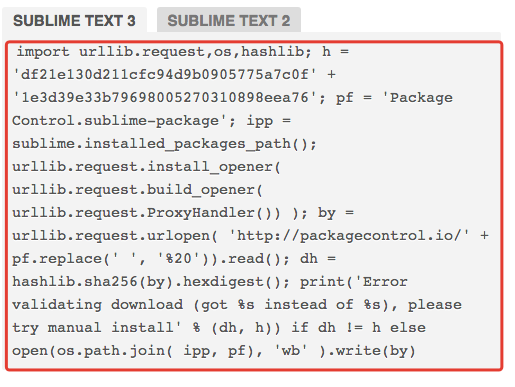 SUBLIME TEXT 3 SUBLIME TEXT 2
import urllib.request,os,hashlib; h =
'df21e130d211cfc94d9b0905775a7c0f' +
'1e3d39e33b79698005270310898eea76'; pf = 'Package
Control.sublime-package'; ipp =
sublime.installed_packages_path();
urllib.request.install_opener(
urllib.request.build_opener(
urllib.request.ProxyHandler()) ); by =
urllib.request.urlopen( 'http://packagecontrol.io/' +
pf.replace(' ', '%20')).read(); dh =
hashlib.sha256(by).hexdigest(); print('Error
validating download (got %s instead of %s), please
try manual install' % (dh, h)) if dh != h else
open(os.path.join( ipp, pf), 'wb' ).write(by)